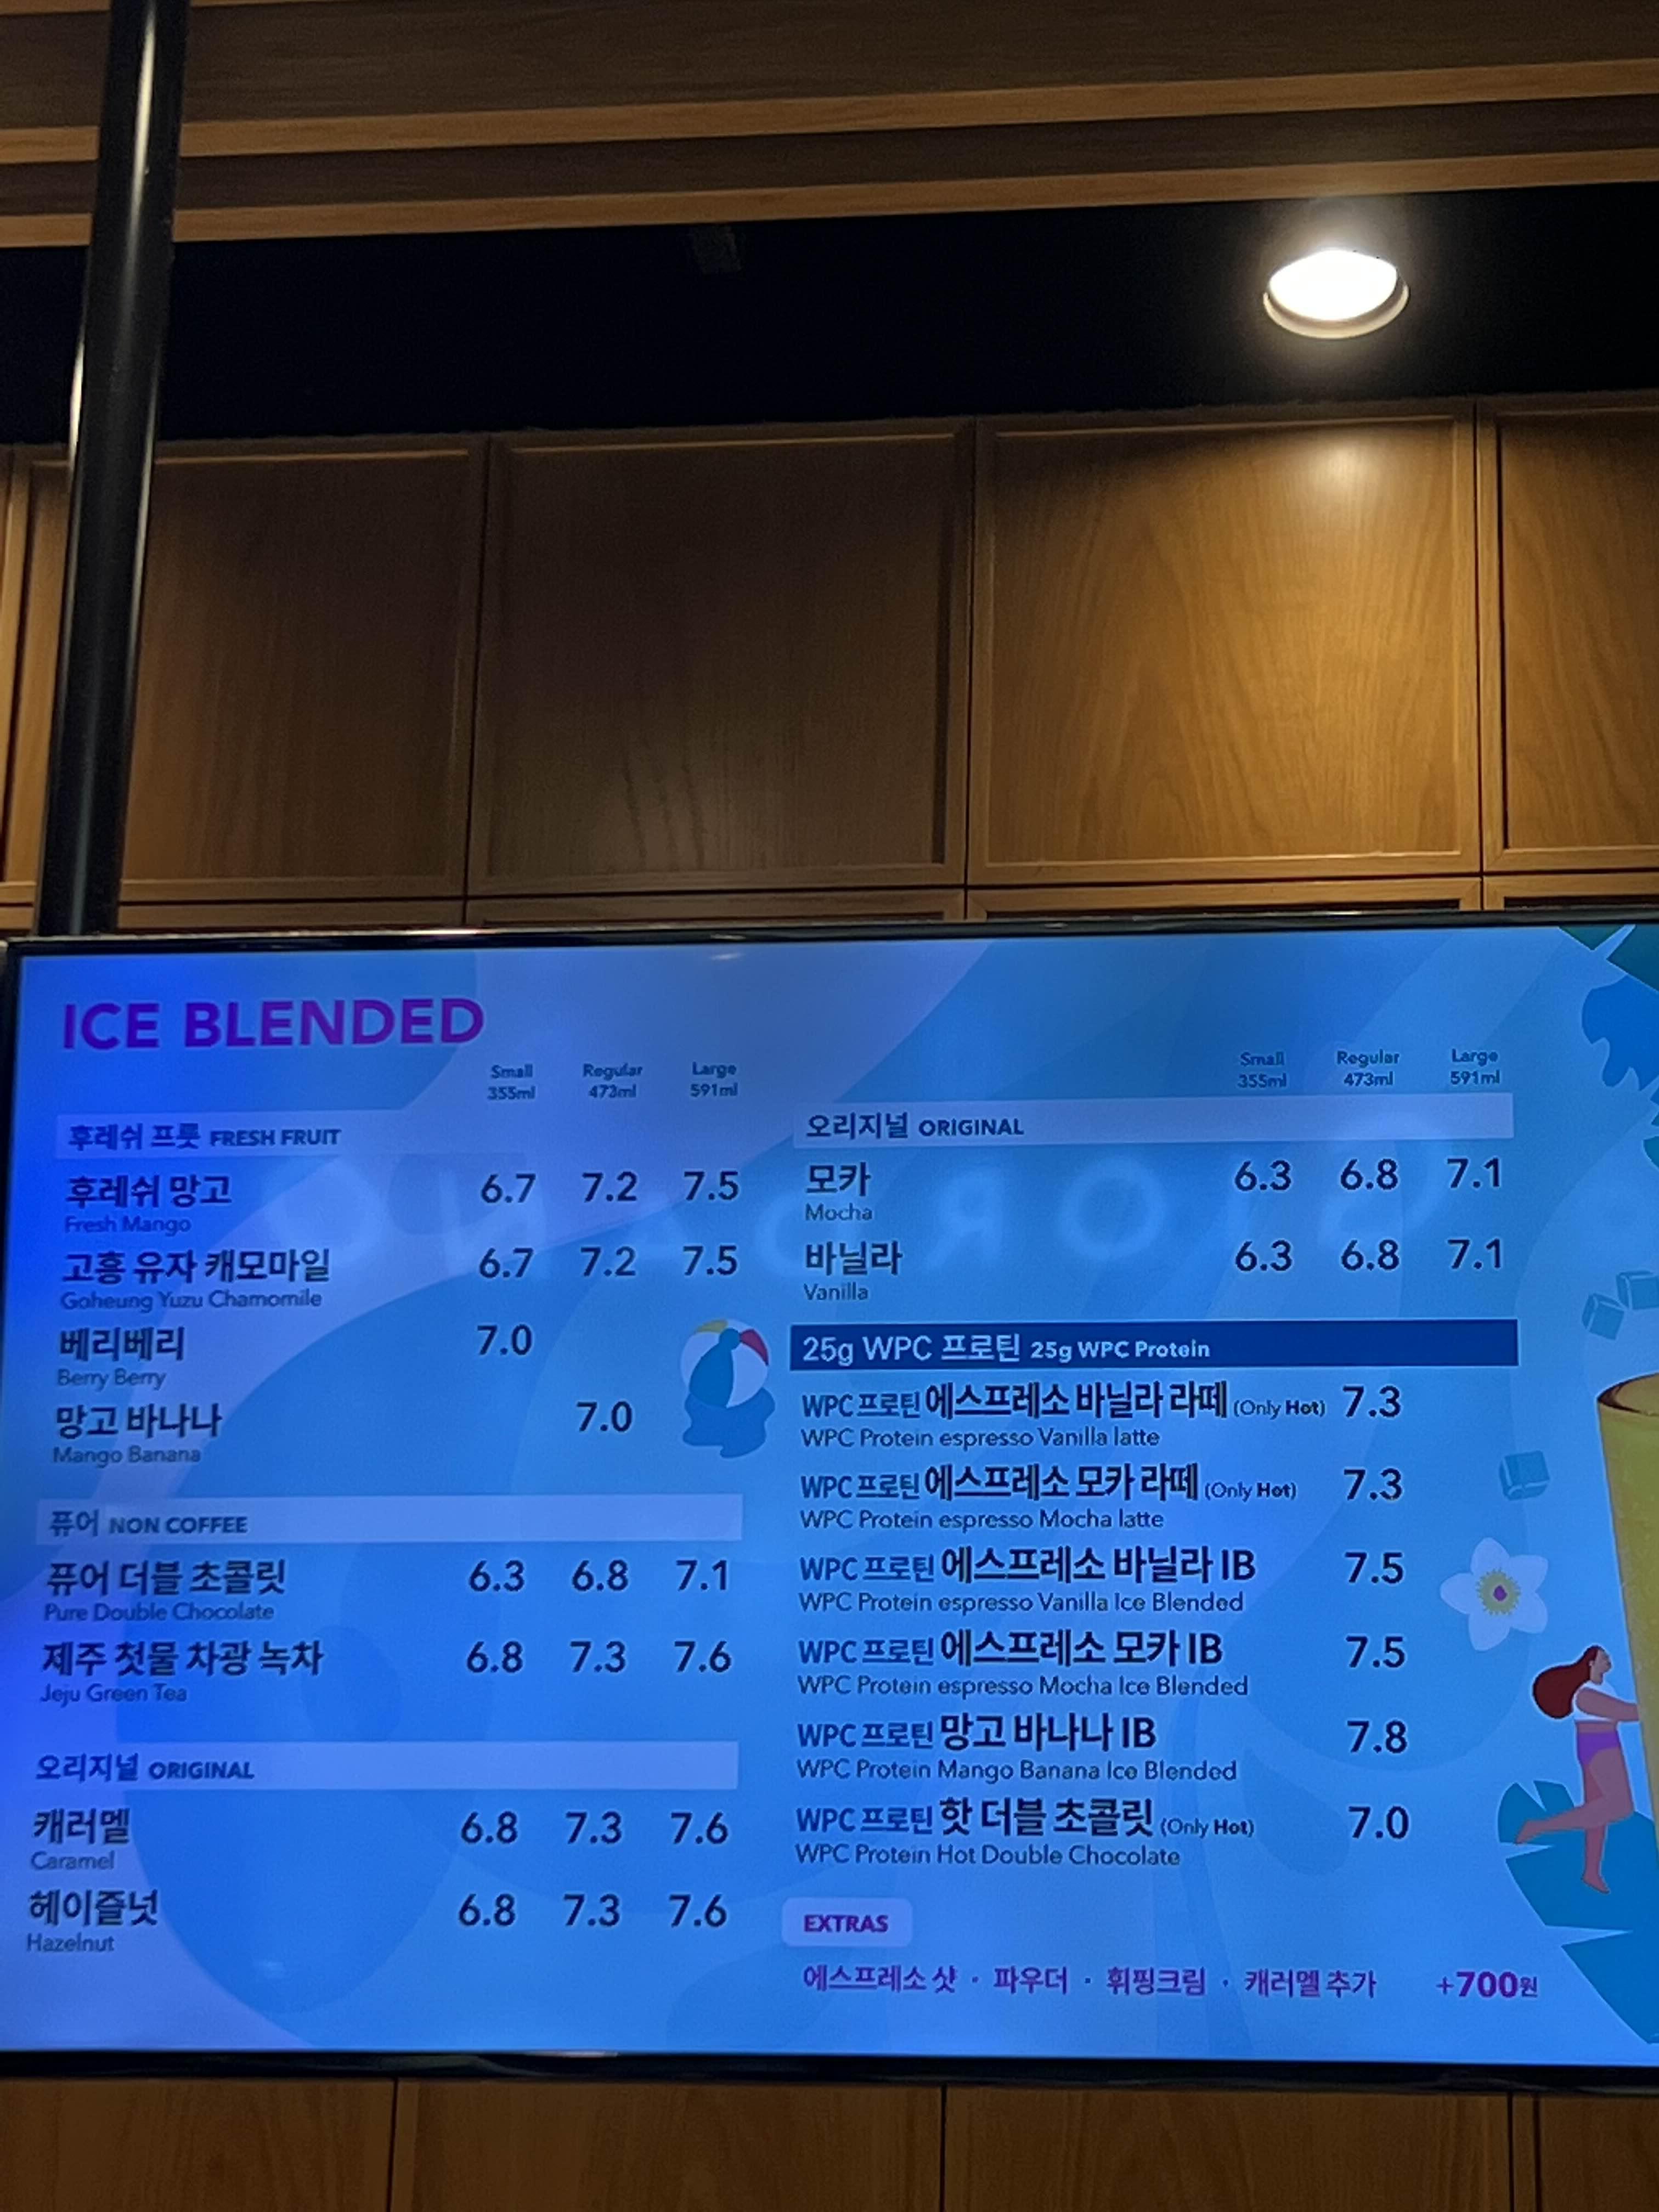 ICE BLENDED
Small Regular Large
355ml 473ml 591ml
후레쉬 프룻 FRESH FRUIT
후레쉬 망고 6.7 7.2 7.5
Fresh Mango
고흥 유자 캐모마일 6.7 7.2 7.5
Goheung Yuzu Chamomile
베리베리 7.0
Berry Berry
망고 바나나 7.0
Mango Banana
퓨어 NON COFFEE
퓨어 더블 초콜릿 6.3 6.8 7.1
Pure Double Chocolate
제주 첫물 차광 녹차 6.8 7.3 7.6
Jeju Green Tea
오리지널 ORIGINAL
캐러멜 6.8 7.3 7.6
Caramel
헤이즐넛 6.8 7.3 7.6
Hazelnut
Small Regular Large
355ml 473ml 591ml
오리지널 ORIGINAL
모카 6.3 6.8 7.1
Mocha
바닐라 6.3 6.8 7.1
Vanilla
25g WPC 프로틴 25g WPC Protein
WPC 프로틴 에스프레소 바닐라 라떼 (Only Hot) 7.3
WPC Protein espresso Vanilla latte
WPC 프로틴 에스프레소 모카 라떼 (Only Hot) 7.3
WPC Protein espresso Mocha latte
WPC 프로틴 에스프레소 바닐라 IB 7.5
WPC Protein espresso Vanilla Ice Blended
WPC 프로틴 에스프레소 모카 IB 7.5
WPC Protein espresso Mocha Ice Blended
WPC 프로틴 망고 바나나 IB 7.8
WPC Protein Mango Banana Ice Blended
WPC 프로틴 핫 더블 초콜릿 (Only Hot) 7.0
WPC Protein Hot Double Chocolate
EXTRAS
에스프레소 샷 · 파우더 · 휘핑크림 · 캐러멜 추가 +700원